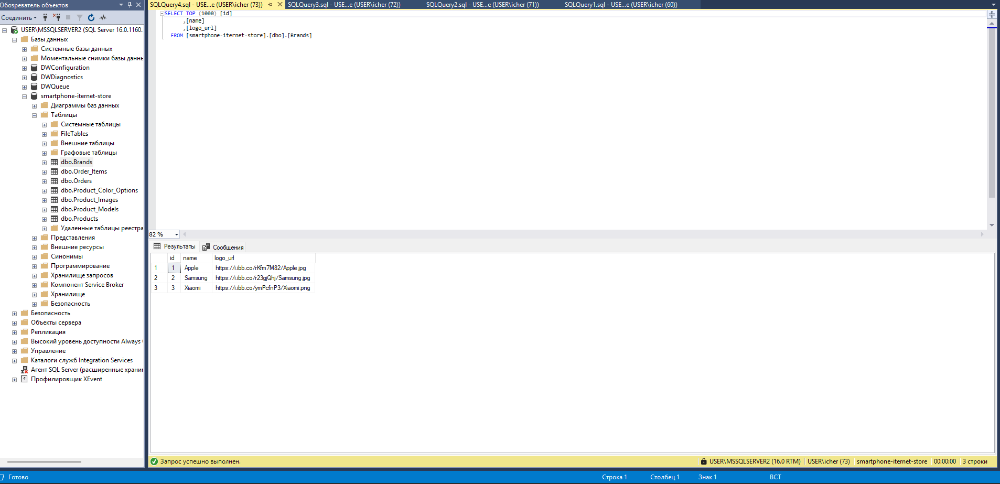 Обозреватель объектов
Соединить
USER\MSSQLSERVER2 (SQL Server 16.0.1160.
Базы данных
Системные базы данных
Моментальные снимки базы данн
DWConfiguration
DWDiagnostics
DWQueue
smartphone-iternet-store
Диаграммы баз данных
Таблицы
Системные таблицы
FileTables
Внешние таблицы
Графовые таблицы
dbo.Brands
dbo.Order_Items
dbo.Orders
dbo.Product_Color_Options
dbo.Product_Images
dbo.Product_Models
dbo.Products
Удаленные таблицы реестра
Представления
Внешние ресурсы
Синонимы
Программирование
Хранилище запросов
Компонент Service Broker
Хранилище
Безопасность
Безопасность
Объекты сервера
Репликация
Высокий уровень доступности Always
Управление
Каталоги служб Integration Services
Агент SQL Server (расширенные храни
Профилировщик XEvent
SQLQuery4.sql - USE...e (USER\icher (73)) SQLQuery3.sql - USE...e (USER\icher (72)) SQLQuery2.sql - USE...e (USER\icher (71)) SQLQuery1.sql - USE...e (USER\icher (60))
SELECT TOP (1000) [id]
,[name]
,[logo_url]
FROM [smartphone-iternet-store].[dbo].[Brands]
82 %
Результаты Сообщения
id name logo_url
1 1 Apple https://i.ibb.co/rKfm7M82/Apple.jpg
2 2 Samsung https://i.ibb.co/r23gjQhj/Samsung.jpg
3 3 Xiaomi https://i.ibb.co/ymPcfnP3/Xiaomi.png
Запрос успешно выполнен. USER\MSSQLSERVER2 (16.0 RTM) USER\icher (73) smartphone-iternet-store 00:00:00 3 строки
Готово Строка 1 Столбец 1 Знак 1 ВСТ